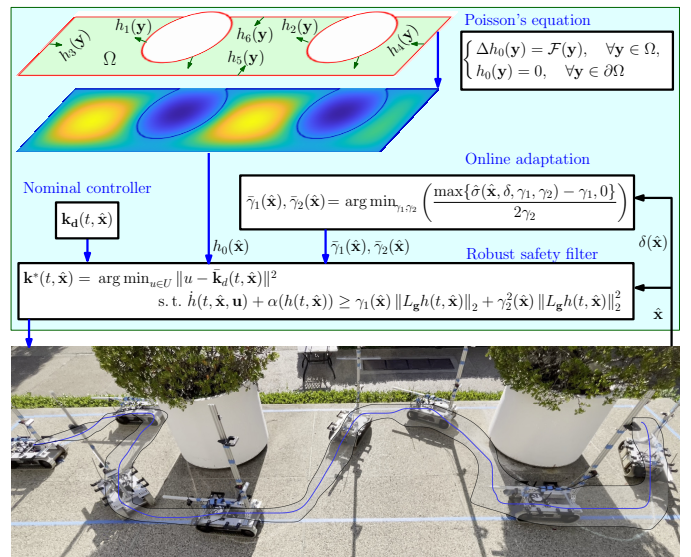 Poisson's equation
h₃(𝐲) h₁(𝐲) h₆(𝐲) h₂(𝐲) h₄(𝐲)
Ω h₅(𝐲)
Δh₀(𝐲) = ℱ(𝐲), ∀𝐲 ∈ Ω,
h₀(𝐲) = 0, ∀𝐲 ∈ ∂Ω
Online adaptation
γ̄₁(x̂), γ̄₂(x̂) = arg min_{γ₁,γ₂} ( max{σ̂(x̂, δ, γ₁, γ₂) − γ₁, 0} / 2γ₂ )
Nominal controller
𝐤_𝐝(t, x̂)
h₀(x̂)
γ̄₁(x̂), γ̄₂(x̂)
δ(x̂)
Robust safety filter
𝐤*(t, x̂) = arg min_{u∈U} ‖u − 𝐤̄_d(t, x̂)‖²
s. t. ḣ(t, x̂, 𝐮) + α(h(t, x̂)) ≥ γ₁(x̂) ‖L_𝐠h(t, x̂)‖₂ + γ₂²(x̂) ‖L_𝐠h(t, x̂)‖₂²
x̂